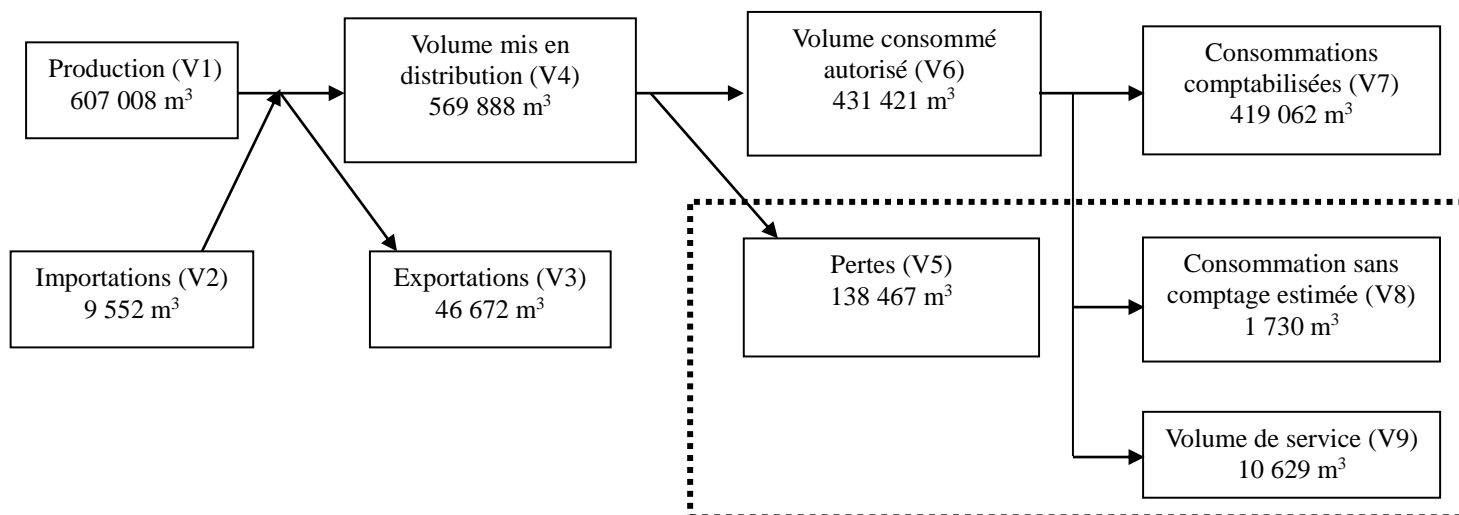 Production (V1)
607 008 m³
Volume mis en
distribution (V4)
569 888 m³
Volume consommé
autorisé (V6)
431 421 m³
Consommations
comptabilisées (V7)
419 062 m³
Importations (V2)
9 552 m³
Exportations (V3)
46 672 m³
Pertes (V5)
138 467 m³
Consommation sans
comptage estimée (V8)
1 730 m³
Volume de service (V9)
10 629 m³